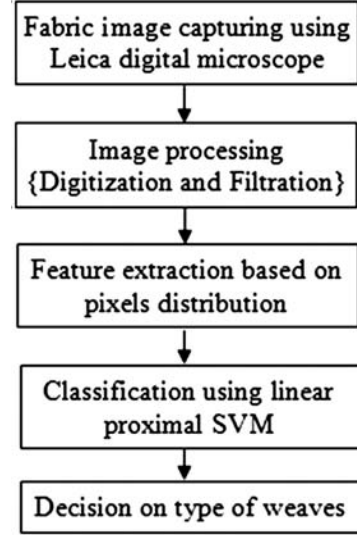 Fabric image capturing using
Leica digital microscope
Image processing
{Digitization and Filtration}
Feature extraction based on
pixels distribution
Classification using linear
proximal SVM
Decision on type of weaves